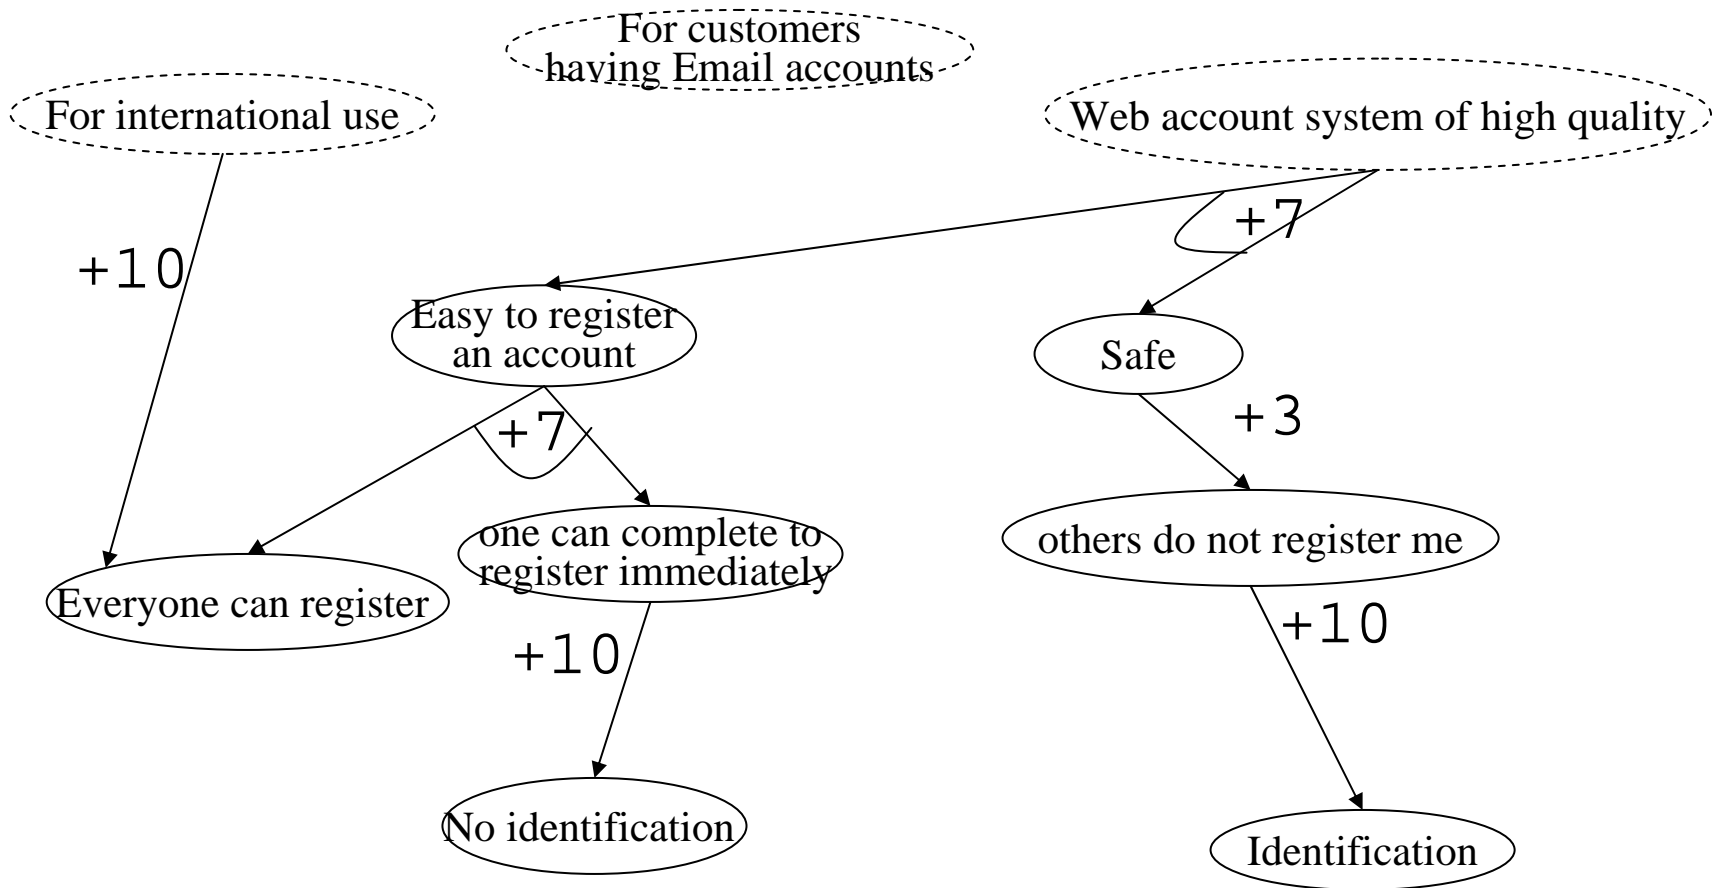 For customers
having Email accounts
For international use
Web account system of high quality
+7
+10
Easy to register
an account
Safe
+3
+7
one can complete to
register immediately
others do not register me
Everyone can register
+10
+10
No identification
Identification